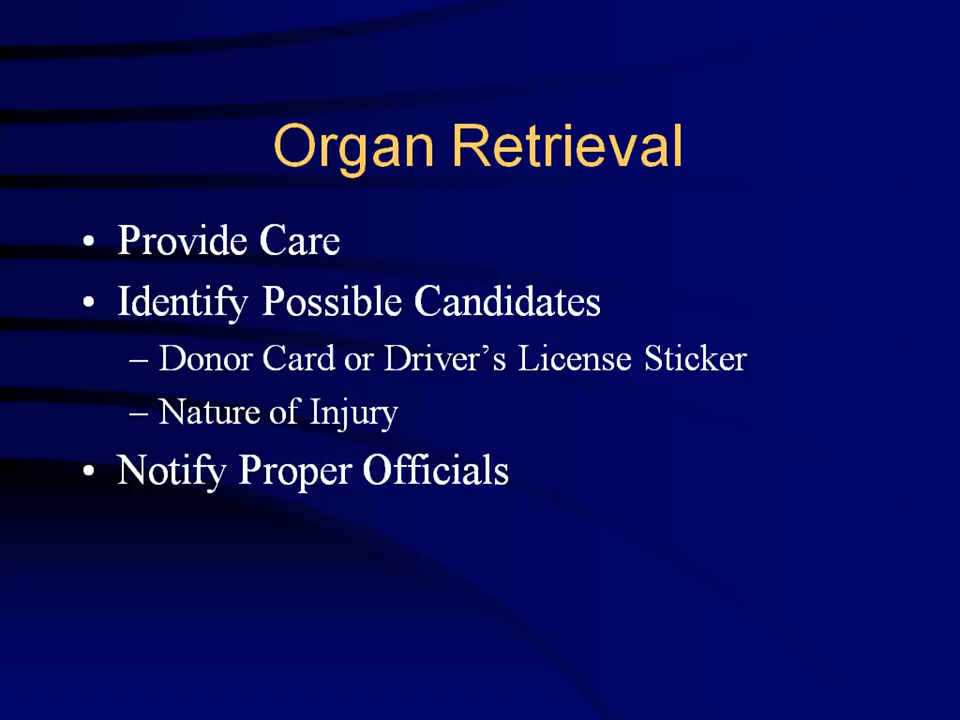 Organ Retrieval
• Provide Care
• Identify Possible Candidates
– Donor Card or Driver’s License Sticker
– Nature of Injury
• Notify Proper Officials